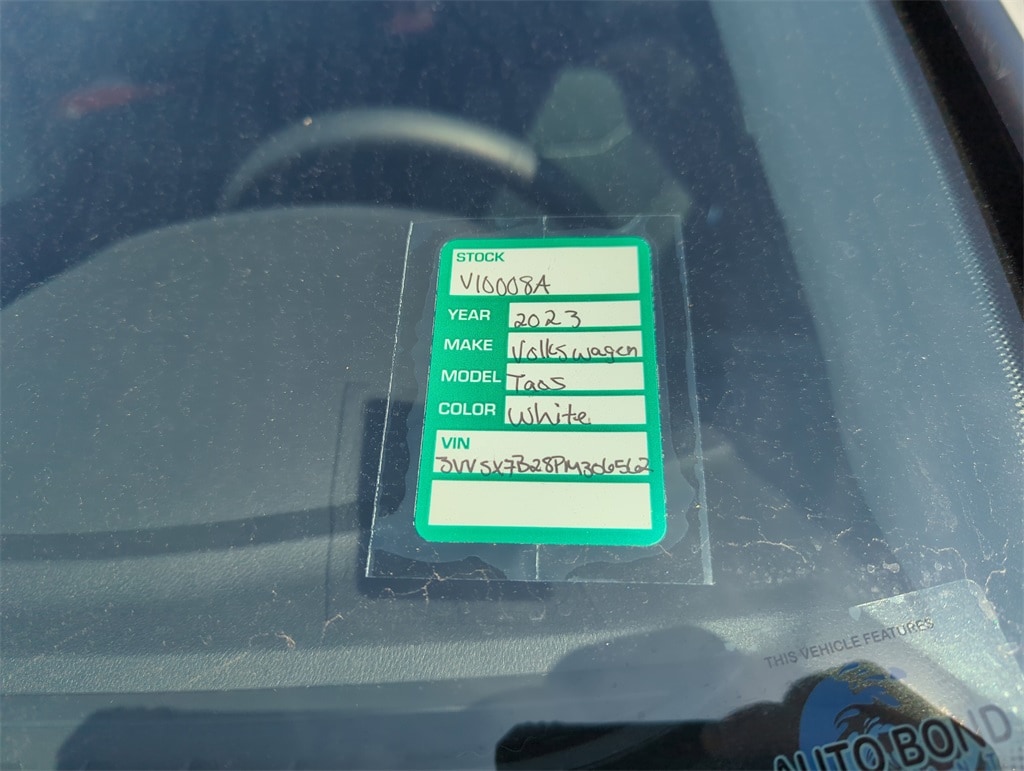 STOCK
V10008A
YEAR 2023
MAKE Volkswagen
MODEL Taos
COLOR White
VIN
3VVSX7B28PM306562
THIS VEHICLE FEATURES
AUTO BOND